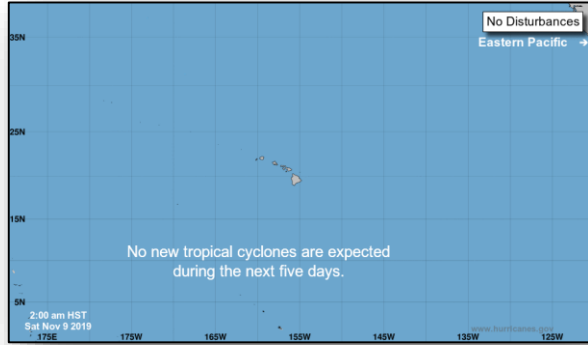 No Disturbances
35N
Eastern Pacific →
25N
15N
No new tropical cyclones are expected
during the next five days.
5N
2:00 am HST
Sat Nov 9 2019
www.hurricanes.gov
175E 175W 165W 155W 145W 135W 125W